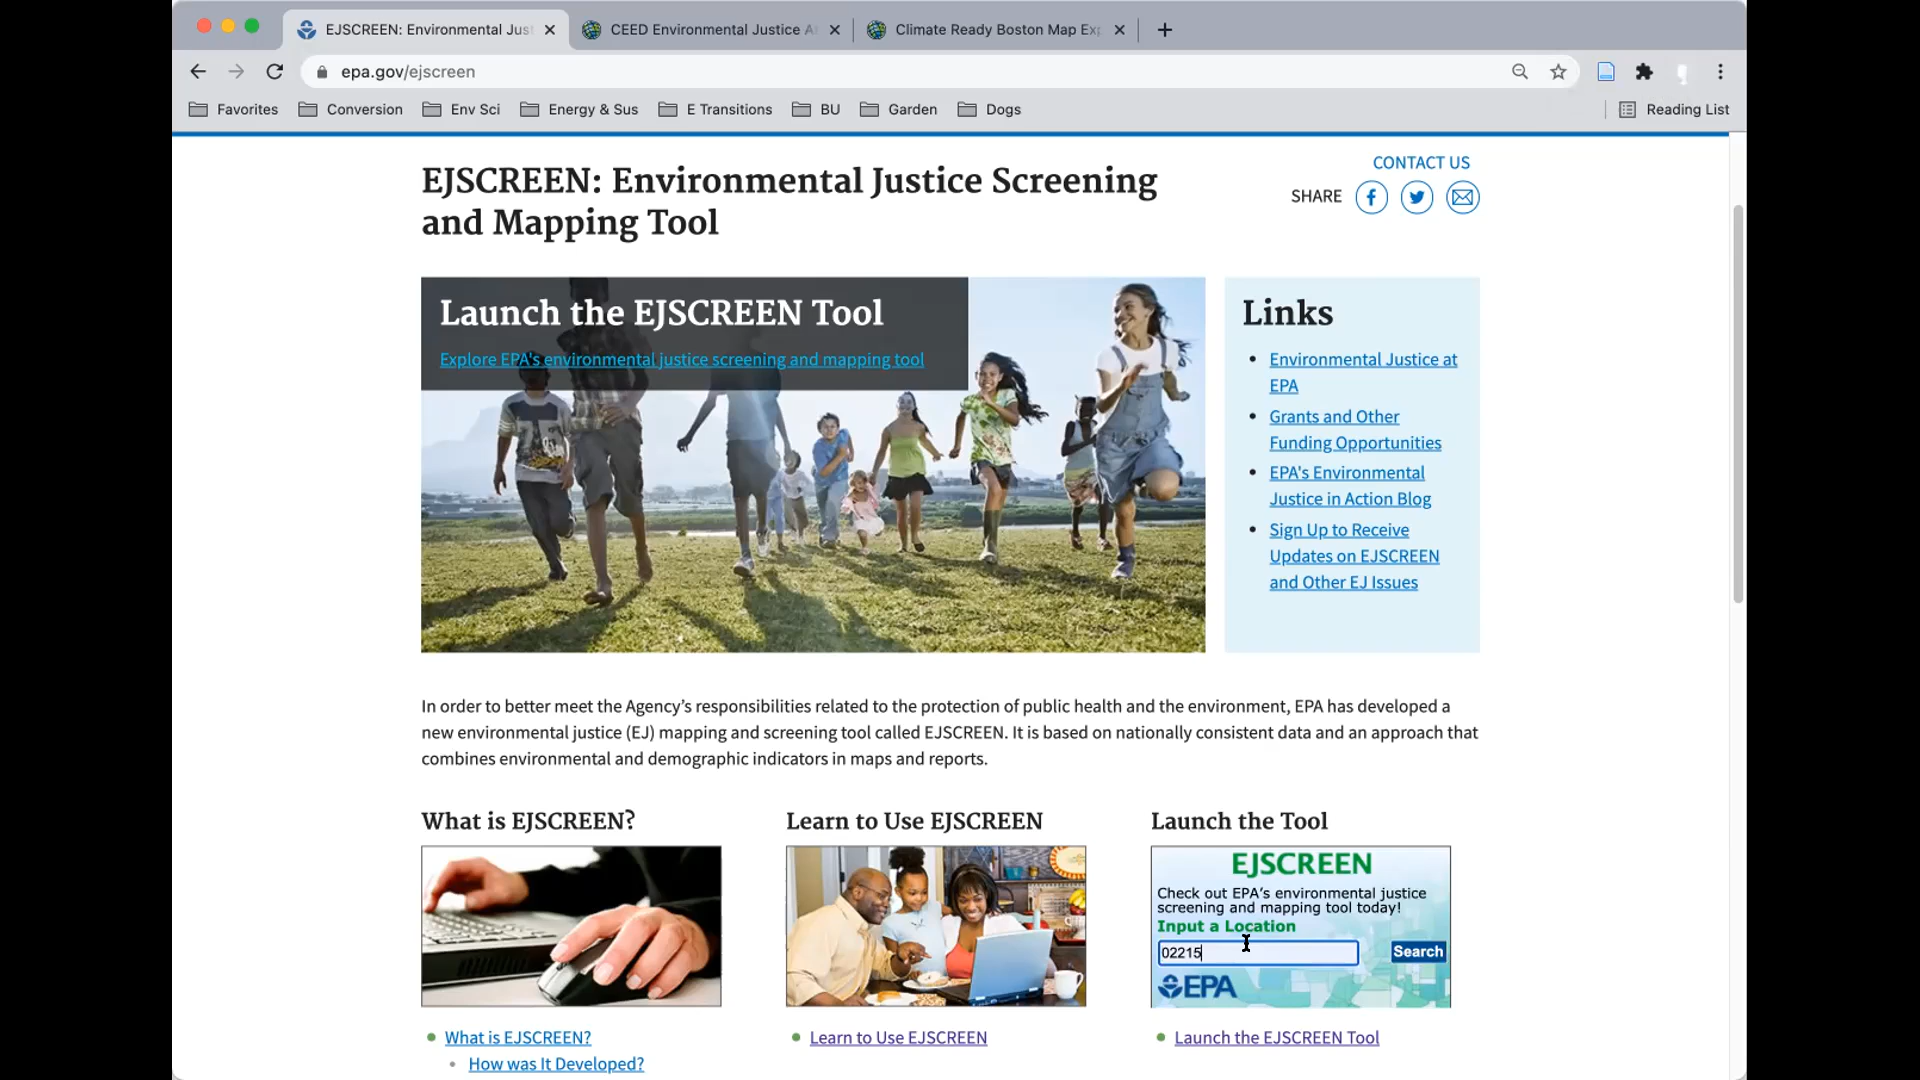 EJSCREEN: Environmental Jus
CEED Environmental Justice A
Climate Ready Boston Map Exp
epa.gov/ejscreen
Favorites
Conversion
Env Sci
Energy & Sus
E Transitions
BU
Garden
Dogs
Reading List
EJSCREEN: Environmental Justice Screening
and Mapping Tool
CONTACT US
SHARE
Launch the EJSCREEN Tool
Explore EPA's environmental justice screening and mapping tool
Links
Environmental Justice at
EPA
Grants and Other
Funding Opportunities
EPA's Environmental
Justice in Action Blog
Sign Up to Receive
Updates on EJSCREEN
and Other EJ Issues
In order to better meet the Agency's responsibilities related to the protection of public health and the environment, EPA has developed a
new environmental justice (EJ) mapping and screening tool called EJSCREEN. It is based on nationally consistent data and an approach that
combines environmental and demographic indicators in maps and reports.
What is EJSCREEN?
What is EJSCREEN?
How was It Developed?
Learn to Use EJSCREEN
Learn to Use EJSCREEN
Launch the Tool
EJSCREEN
Check out EPA's environmental justice
screening and mapping tool today!
Input a Location
02215
Search
EPA
Launch the EJSCREEN Tool